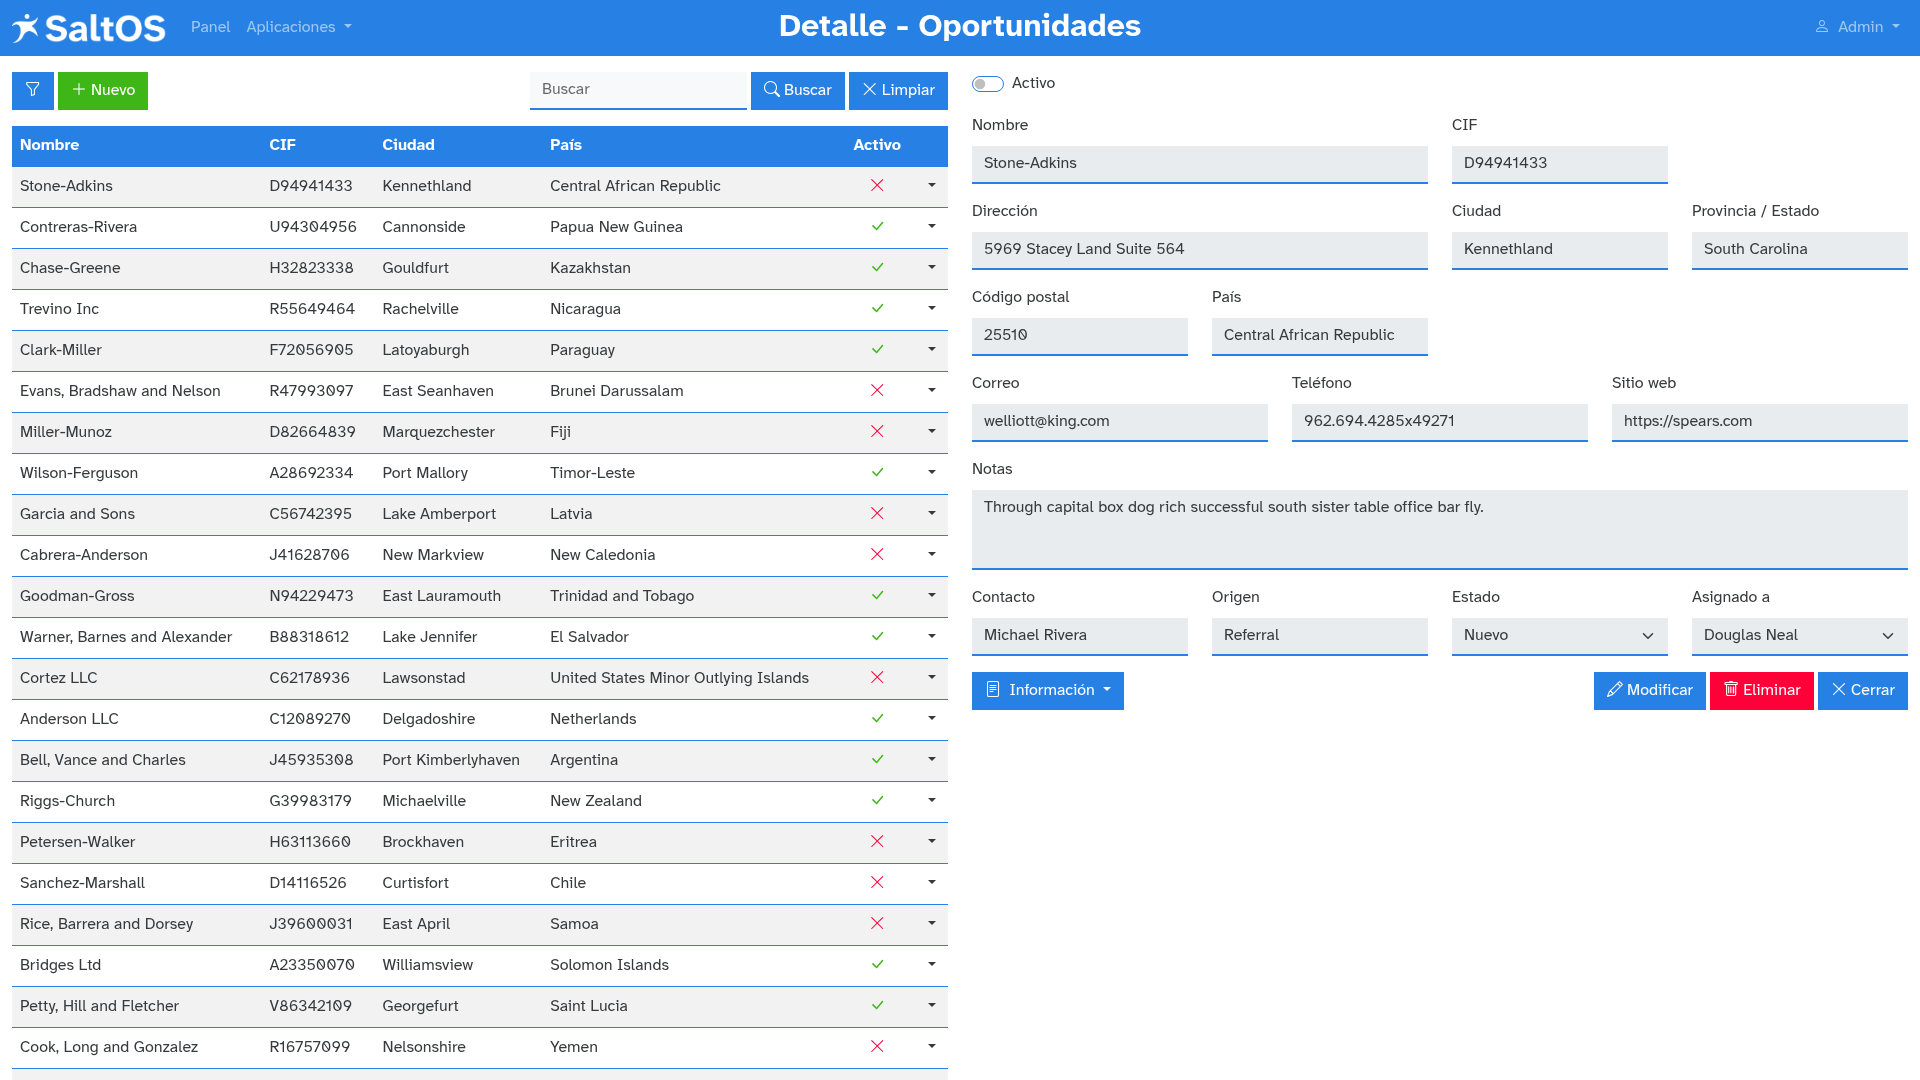 SaltOS Panel Aplicaciones Detalle - Oportunidades Admin
Nuevo Buscar Buscar Limpiar
Nombre CIF Ciudad País Activo
Stone-Adkins D94941433 Kennethland Central African Republic
Contreras-Rivera U94304956 Cannonside Papua New Guinea
Chase-Greene H32823338 Gouldfurt Kazakhstan
Trevino Inc R55649464 Rachelville Nicaragua
Clark-Miller F72056905 Latoyaburgh Paraguay
Evans, Bradshaw and Nelson R47993097 East Seanhaven Brunei Darussalam
Miller-Munoz D82664839 Marquezchester Fiji
Wilson-Ferguson A28692334 Port Mallory Timor-Leste
Garcia and Sons C56742395 Lake Amberport Latvia
Cabrera-Anderson J41628706 New Markview New Caledonia
Goodman-Gross N94229473 East Lauramouth Trinidad and Tobago
Warner, Barnes and Alexander B88318612 Lake Jennifer El Salvador
Cortez LLC C62178936 Lawsonstad United States Minor Outlying Islands
Anderson LLC C12089270 Delgadoshire Netherlands
Bell, Vance and Charles J45935308 Port Kimberlyhaven Argentina
Riggs-Church G39983179 Michaelville New Zealand
Petersen-Walker H63113660 Brockhaven Eritrea
Sanchez-Marshall D14116526 Curtisfort Chile
Rice, Barrera and Dorsey J39600031 East April Samoa
Bridges Ltd A23350070 Williamsview Solomon Islands
Petty, Hill and Fletcher V86342109 Georgefurt Saint Lucia
Cook, Long and Gonzalez R16757099 Nelsonshire Yemen
Activo
Nombre CIF
Stone-Adkins D94941433
Dirección Ciudad Provincia / Estado
5969 Stacey Land Suite 564 Kennethland South Carolina
Código postal País
25510 Central African Republic
Correo Teléfono Sitio web
welliott@king.com 962.694.4285x49271 https://spears.com
Notas
Through capital box dog rich successful south sister table office bar fly.
Contacto Origen Estado Asignado a
Michael Rivera Referral Nuevo Douglas Neal
Información Modificar Eliminar Cerrar